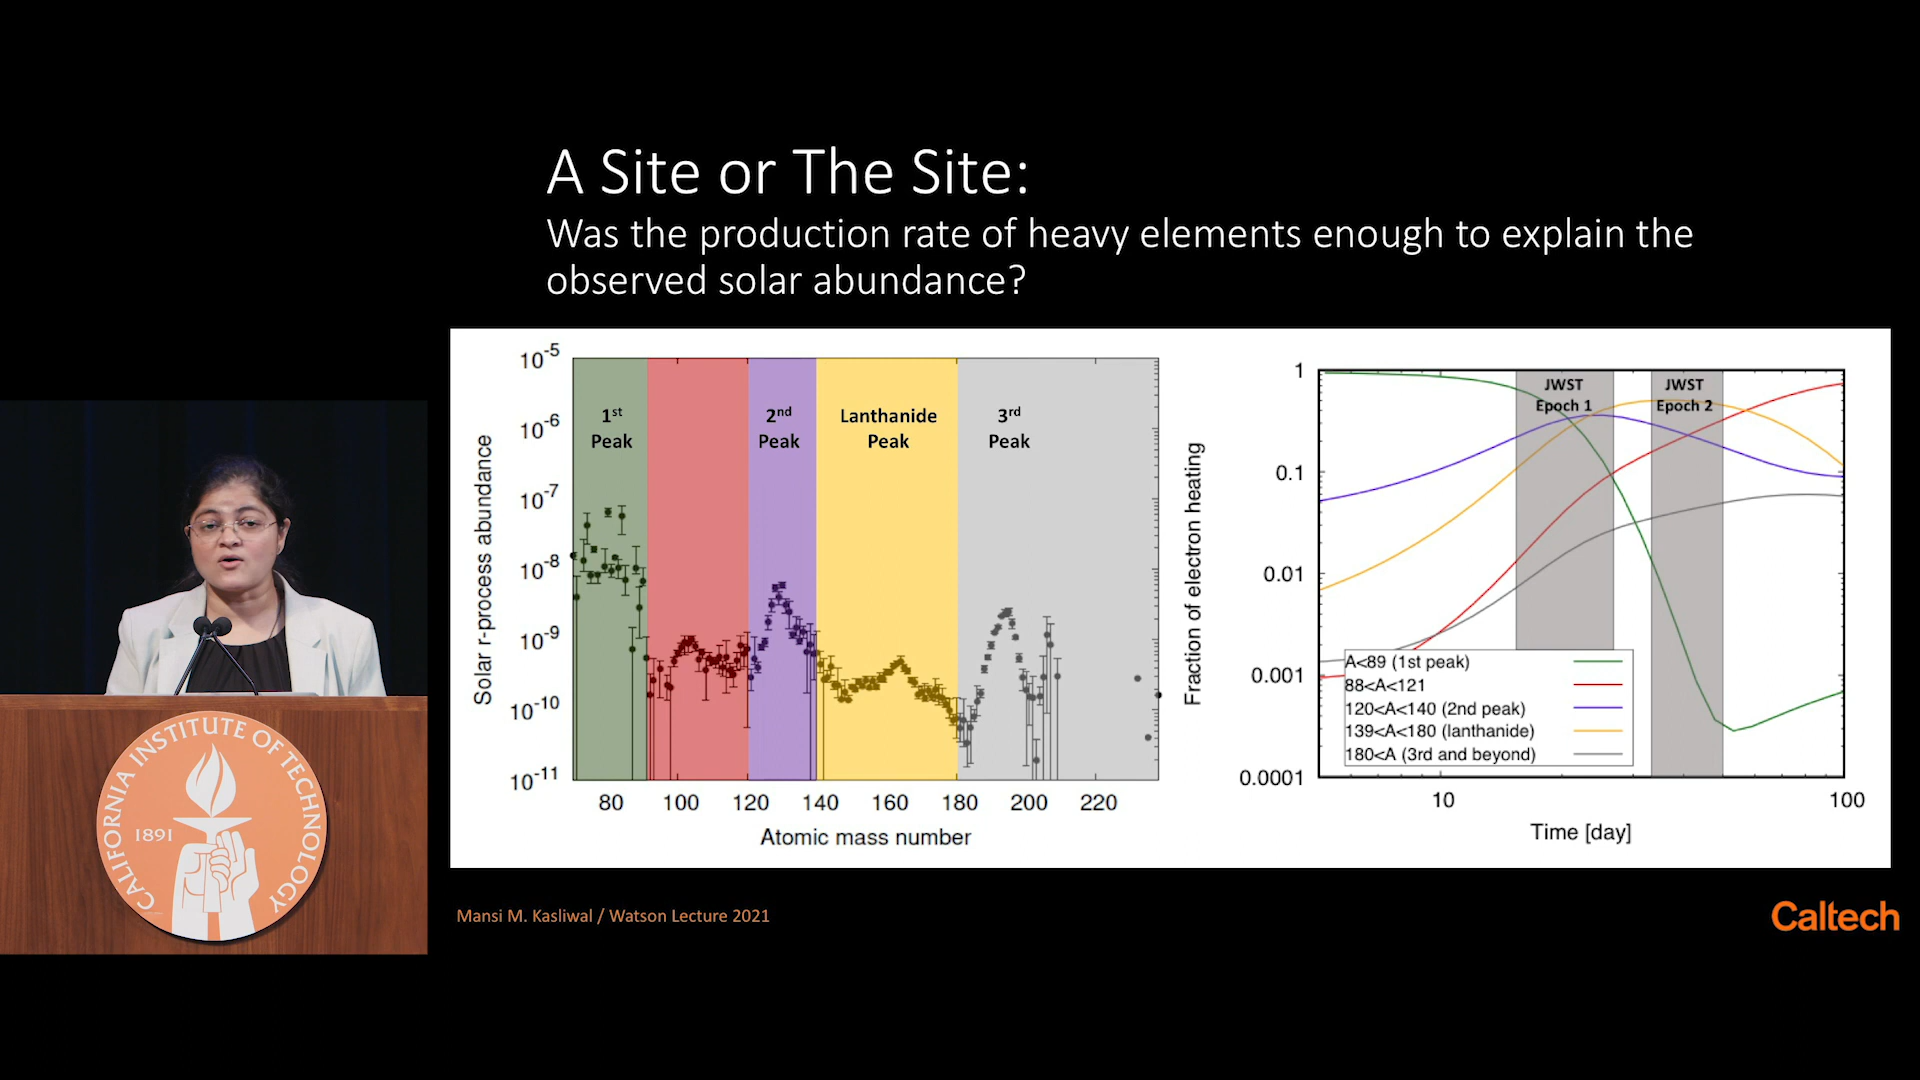 A Site or The Site:
Was the production rate of heavy elements enough to explain the
observed solar abundance?
Solar r-process abundance
10-5
10-6
10-7
10-8
10-9
10-10
10-11
1st
Peak
2nd
Peak
Lanthanide
Peak
3rd
Peak
80 100 120 140 160 180 200 220
Atomic mass number
Fraction of electron heating
1
0.1
0.01
0.001
0.0001
JWST
Epoch 1
JWST
Epoch 2
A<89 (1st peak)
88<A<121
120<A<140 (2nd peak)
139<A<180 (lanthanide)
180<A (3rd and beyond)
10 100
Time [day]
CALIFORNIA INSTITUTE OF TECHNOLOGY
1891
Mansi M. Kasliwal / Watson Lecture 2021
Caltech